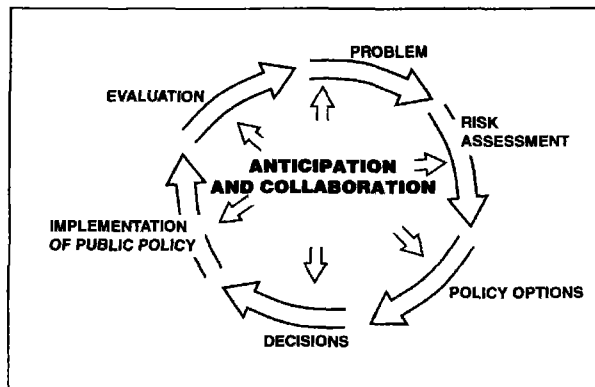 PROBLEM
EVALUATION
RISK
ASSESSMENT
ANTICIPATION
AND COLLABORATION
IMPLEMENTATION
OF PUBLIC POLICY
POLICY OPTIONS
DECISIONS